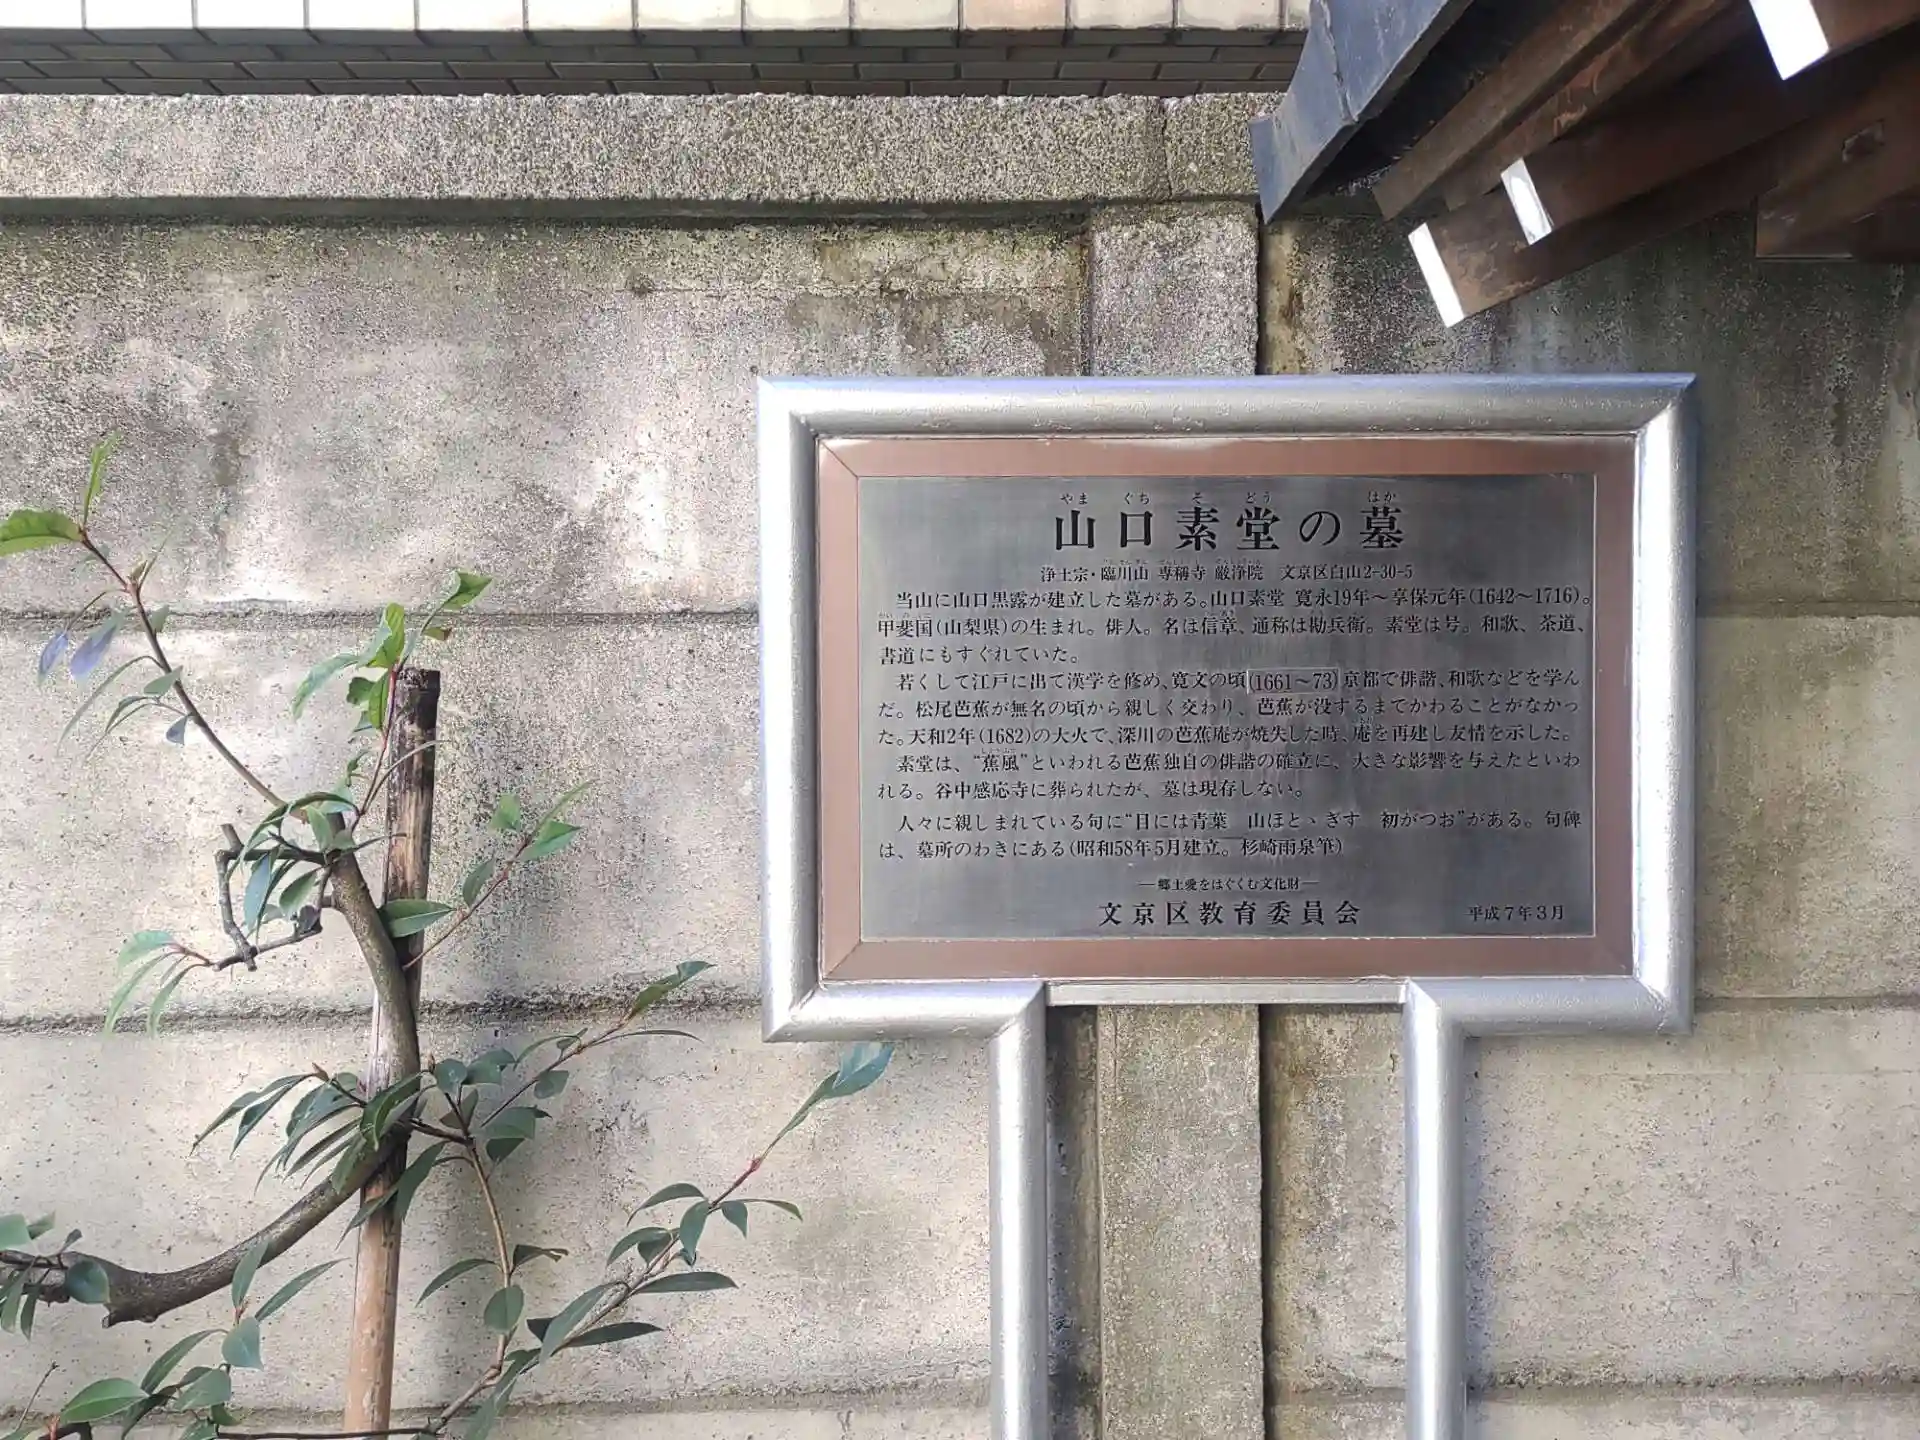 やま ぐち そ どう はか
山口素堂の墓
浄土宗・臨川山 専稱寺 厳浄院 文京区白山2-30-5
当山に山口黒露が建立した墓がある。山口素堂 寛永19年～享保元年(1642～1716)。
甲斐国(山梨県)の生まれ。俳人。名は信章、通称は勘兵衛。素堂は号。和歌、茶道、
書道にもすぐれていた。
若くして江戸に出て漢学を修め、寛文の頃(1661～73)京都で俳諧、和歌などを学ん
だ。松尾芭蕉が無名の頃から親しく交わり、芭蕉が没するまでかわることがなかっ
た。天和2年(1682)の大火で、深川の芭蕉庵が焼失した時、庵を再建し友情を示した。
素堂は、“蕉風”といわれる芭蕉独自の俳諧の確立に、大きな影響を与えたといわ
れる。谷中感応寺に葬られたが、墓は現存しない。
人々に親しまれている句に“目には青葉 山ほとゝぎす 初がつお”がある。句碑
は、墓所のわきにある(昭和58年5月建立。杉崎雨泉筆)
―郷土愛をはぐくむ文化財―
文京区教育委員会 平成7年3月